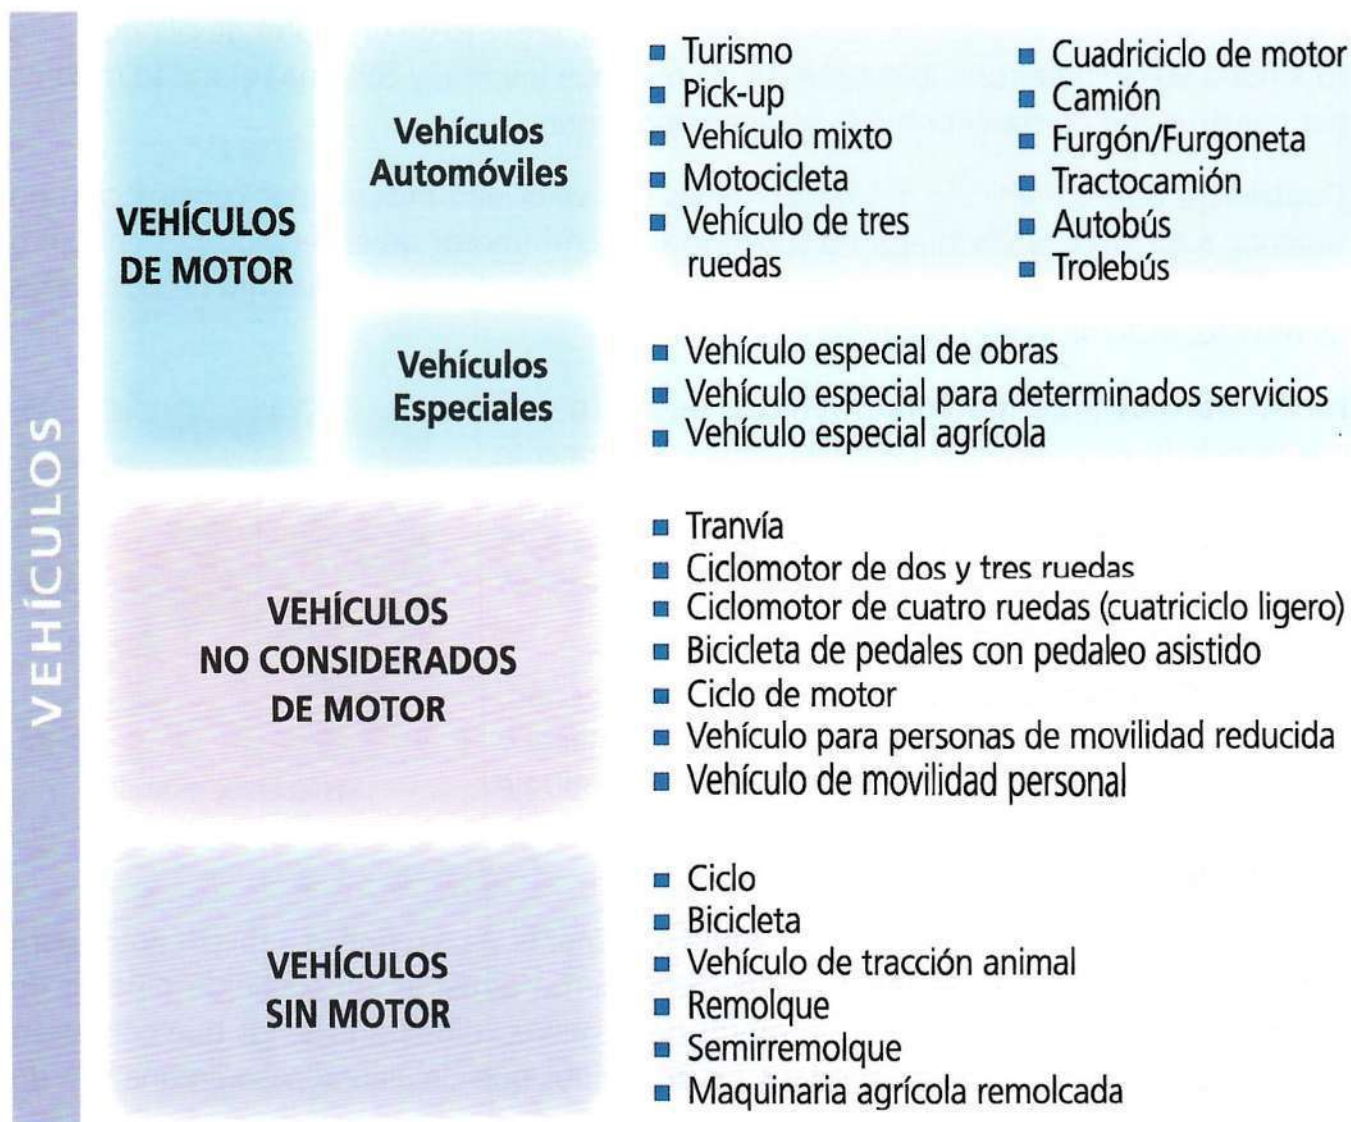 VEHÍCULOS
VEHÍCULOS
DE MOTOR
Vehículos
Automóviles
Turismo
Pick-up
Vehículo mixto
Motocicleta
Vehículo de tres
ruedas
Cuadriciclo de motor
Camión
Furgón/Furgoneta
Tractocamión
Autobús
Trolebús
Vehículos
Especiales
Vehículo especial de obras
Vehículo especial para determinados servicios
Vehículo especial agrícola
VEHÍCULOS
NO CONSIDERADOS
DE MOTOR
Tranvía
Ciclomotor de dos y tres ruedas
Ciclomotor de cuatro ruedas (cuatriciclo ligero)
Bicicleta de pedales con pedaleo asistido
Ciclo de motor
Vehículo para personas de movilidad reducida
Vehículo de movilidad personal
VEHÍCULOS
SIN MOTOR
Ciclo
Bicicleta
Vehículo de tracción animal
Remolque
Semirremolque
Maquinaria agrícola remolcada